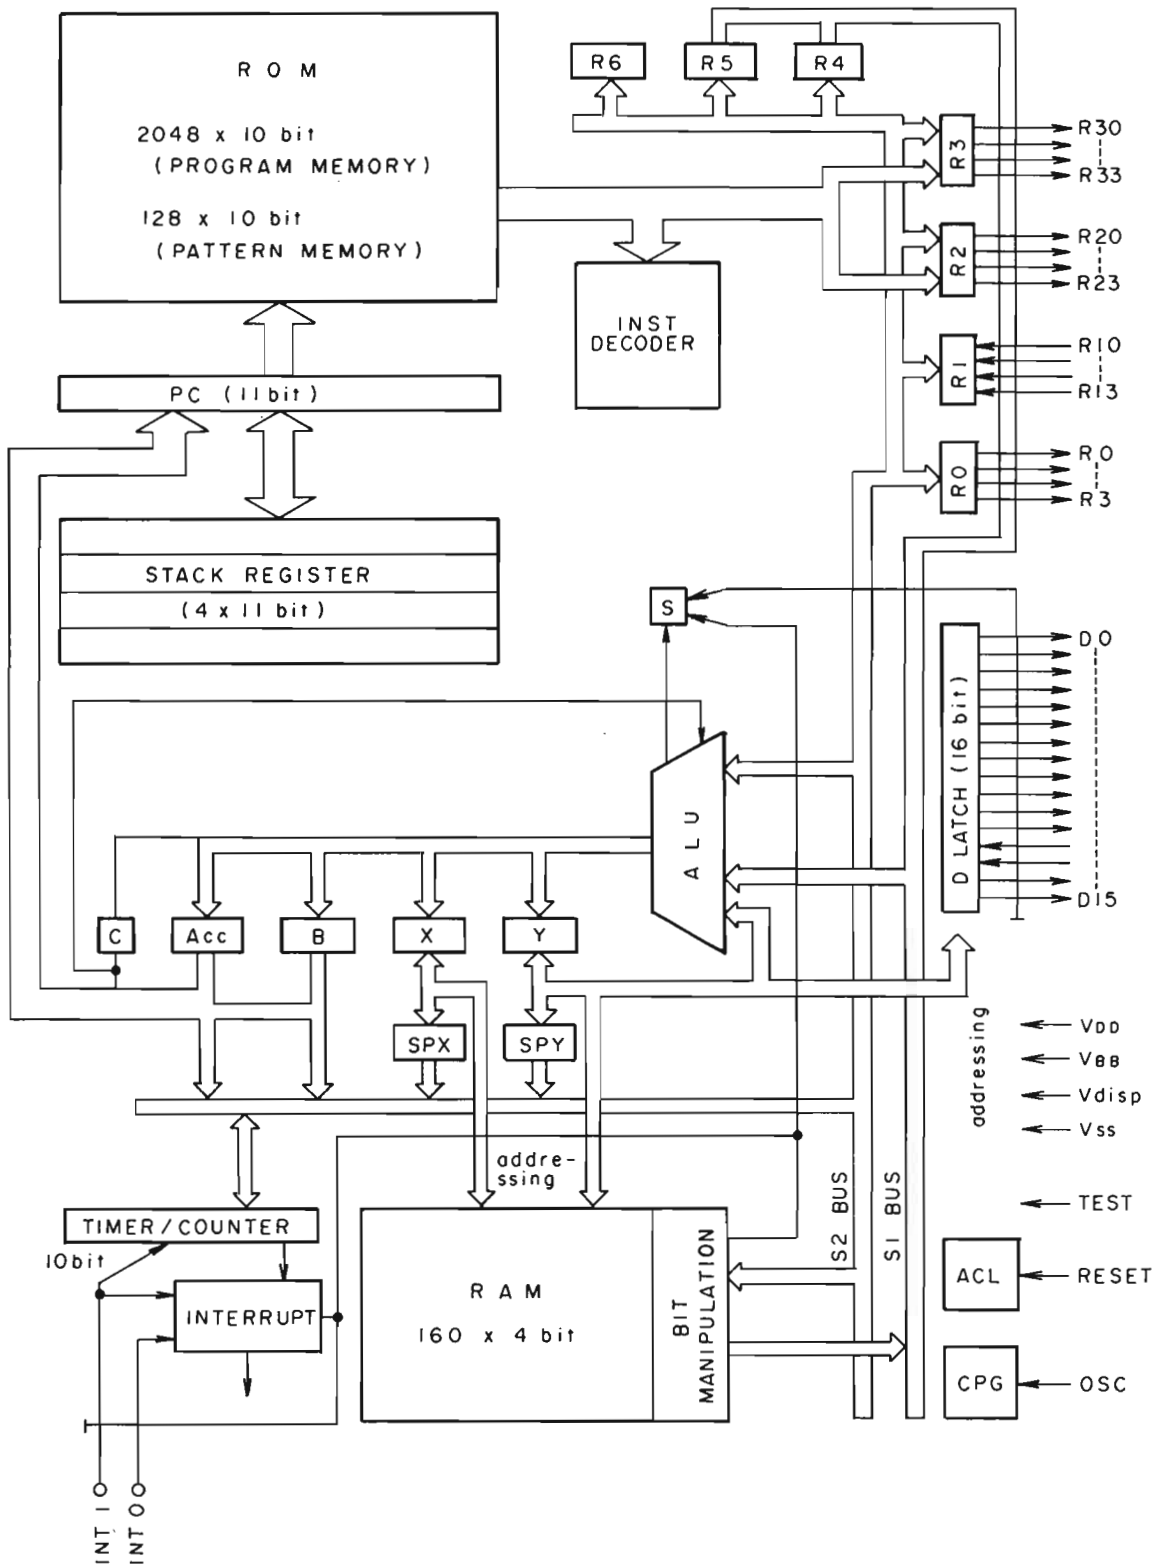 ROM
2048 x 10 bit
(PROGRAM MEMORY)
128 x 10 bit
(PATTERN MEMORY)
R6
R5
R4
R3
R30
R33
R2
R20
R23
INST
DECODER
R1
R10
R13
PC (11bit)
R0
R0
R3
STACK REGISTER
(4 x 11 bit)
S
D LATCH (16 bit)
D0
D15
ALU
C
Acc
B
X
Y
SPX
SPY
addressing
VDD
VBB
Vdisp
VSS
addre-
ssing
TEST
TIMER/COUNTER
10bit
INTERRUPT
RAM
160 x 4 bit
BIT
MANIPULATION
S2 BUS
S1 BUS
ACL
RESET
CPG
OSC
INT 1
INT 0